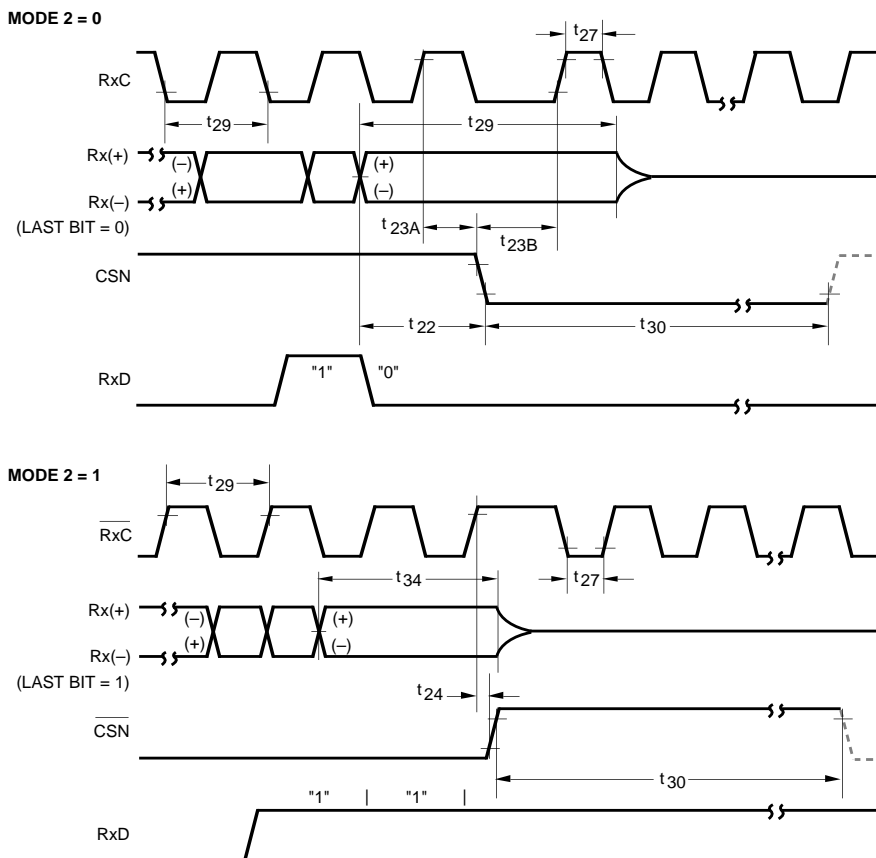 MODE 2 = 0
t27
RxC
t29
t29
Rx(+)
(–)
(+)
(+)
(–)
Rx(–)
(LAST BIT = 0)
t23A
t23B
CSN
t22
t30
RxD
"1"
"0"
MODE 2 = 1
t29
RxC
t34
t27
Rx(+)
(–)
(+)
(+)
(–)
Rx(–)
(LAST BIT = 1)
t24
CSN
t30
"1" | "1" |
RxD